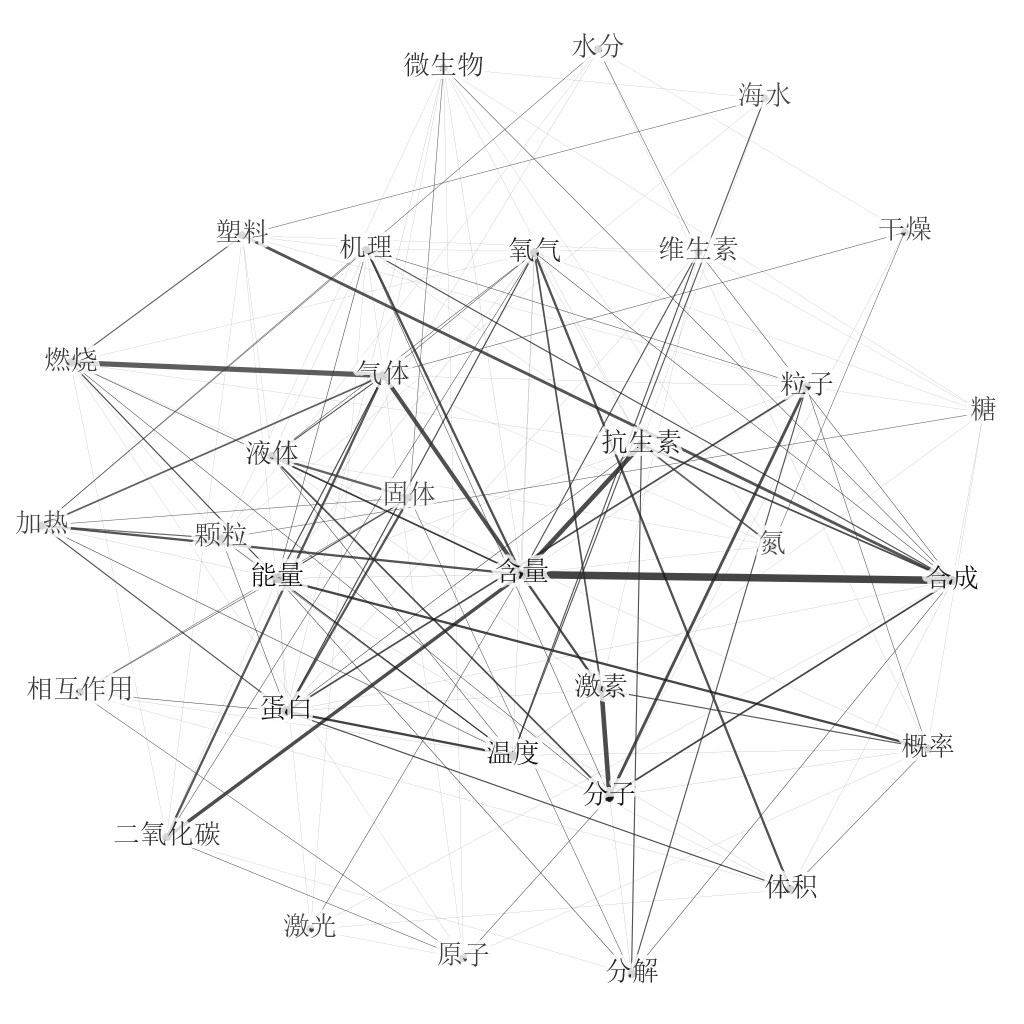 水分
微生物
海水
塑料
机理
氧气
维生素
干燥
燃烧
气体
粒子
糖
抗生素
液体
固体
加热
颗粒
氮
能量
含量
合成
相互作用
蛋白
激素
温度
概率
分子
二氧化碳
体积
激光
原子
分解